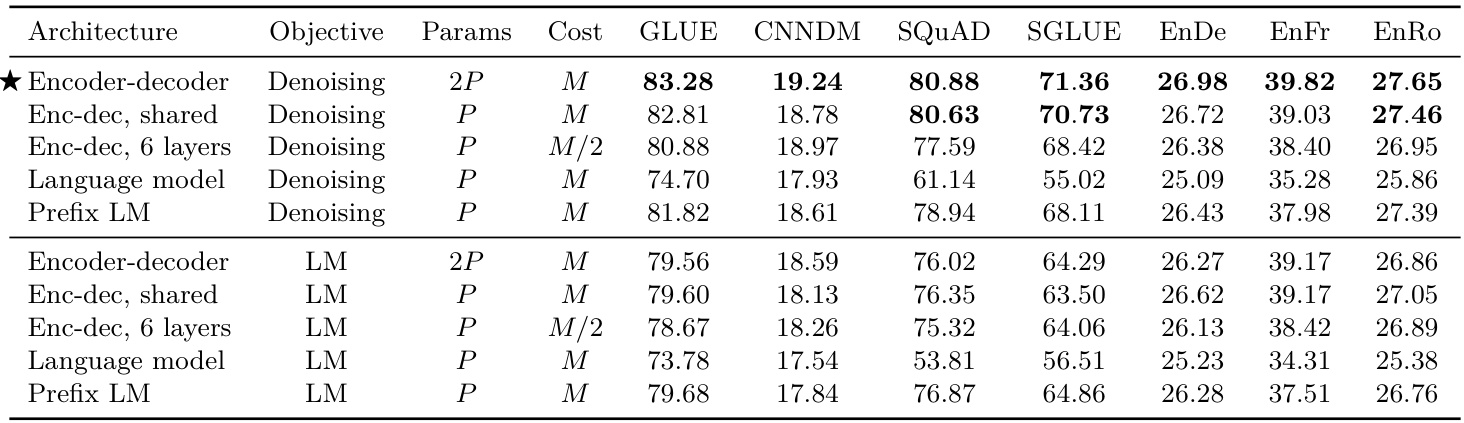 Architecture Objective Params Cost GLUE CNNDM SQuAD SGLUE EnDe EnFr EnRo
★ Encoder-decoder Denoising 2P M 83.28 19.24 80.88 71.36 26.98 39.82 27.65
Enc-dec, shared Denoising P M 82.81 18.78 80.63 70.73 26.72 39.03 27.46
Enc-dec, 6 layers Denoising P M/2 80.88 18.97 77.59 68.42 26.38 38.40 26.95
Language model Denoising P M 74.70 17.93 61.14 55.02 25.09 35.28 25.86
Prefix LM Denoising P M 81.82 18.61 78.94 68.11 26.43 37.98 27.39
Encoder-decoder LM 2P M 79.56 18.59 76.02 64.29 26.27 39.17 26.86
Enc-dec, shared LM P M 79.60 18.13 76.35 63.50 26.62 39.17 27.05
Enc-dec, 6 layers LM P M/2 78.67 18.26 75.32 64.06 26.13 38.42 26.89
Language model LM P M 73.78 17.54 53.81 56.51 25.23 34.31 25.38
Prefix LM LM P M 79.68 17.84 76.87 64.86 26.28 37.51 26.76